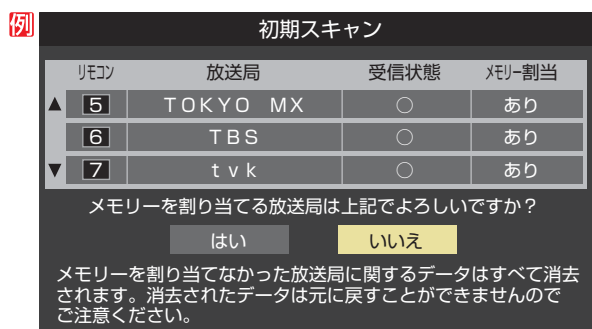 例
初期スキャン
リモコン 放送局 受信状態 メモリー割当
▲ 5 TOKYO MX ○ あり
6 TBS ○ あり
▼ 7 tvk ○ あり
メモリーを割り当てる放送局は上記でよろしいですか？
はい いいえ
メモリーを割り当てなかった放送局に関するデータはすべて消去
されます。消去されたデータは元に戻すことができませんので
ご注意ください。